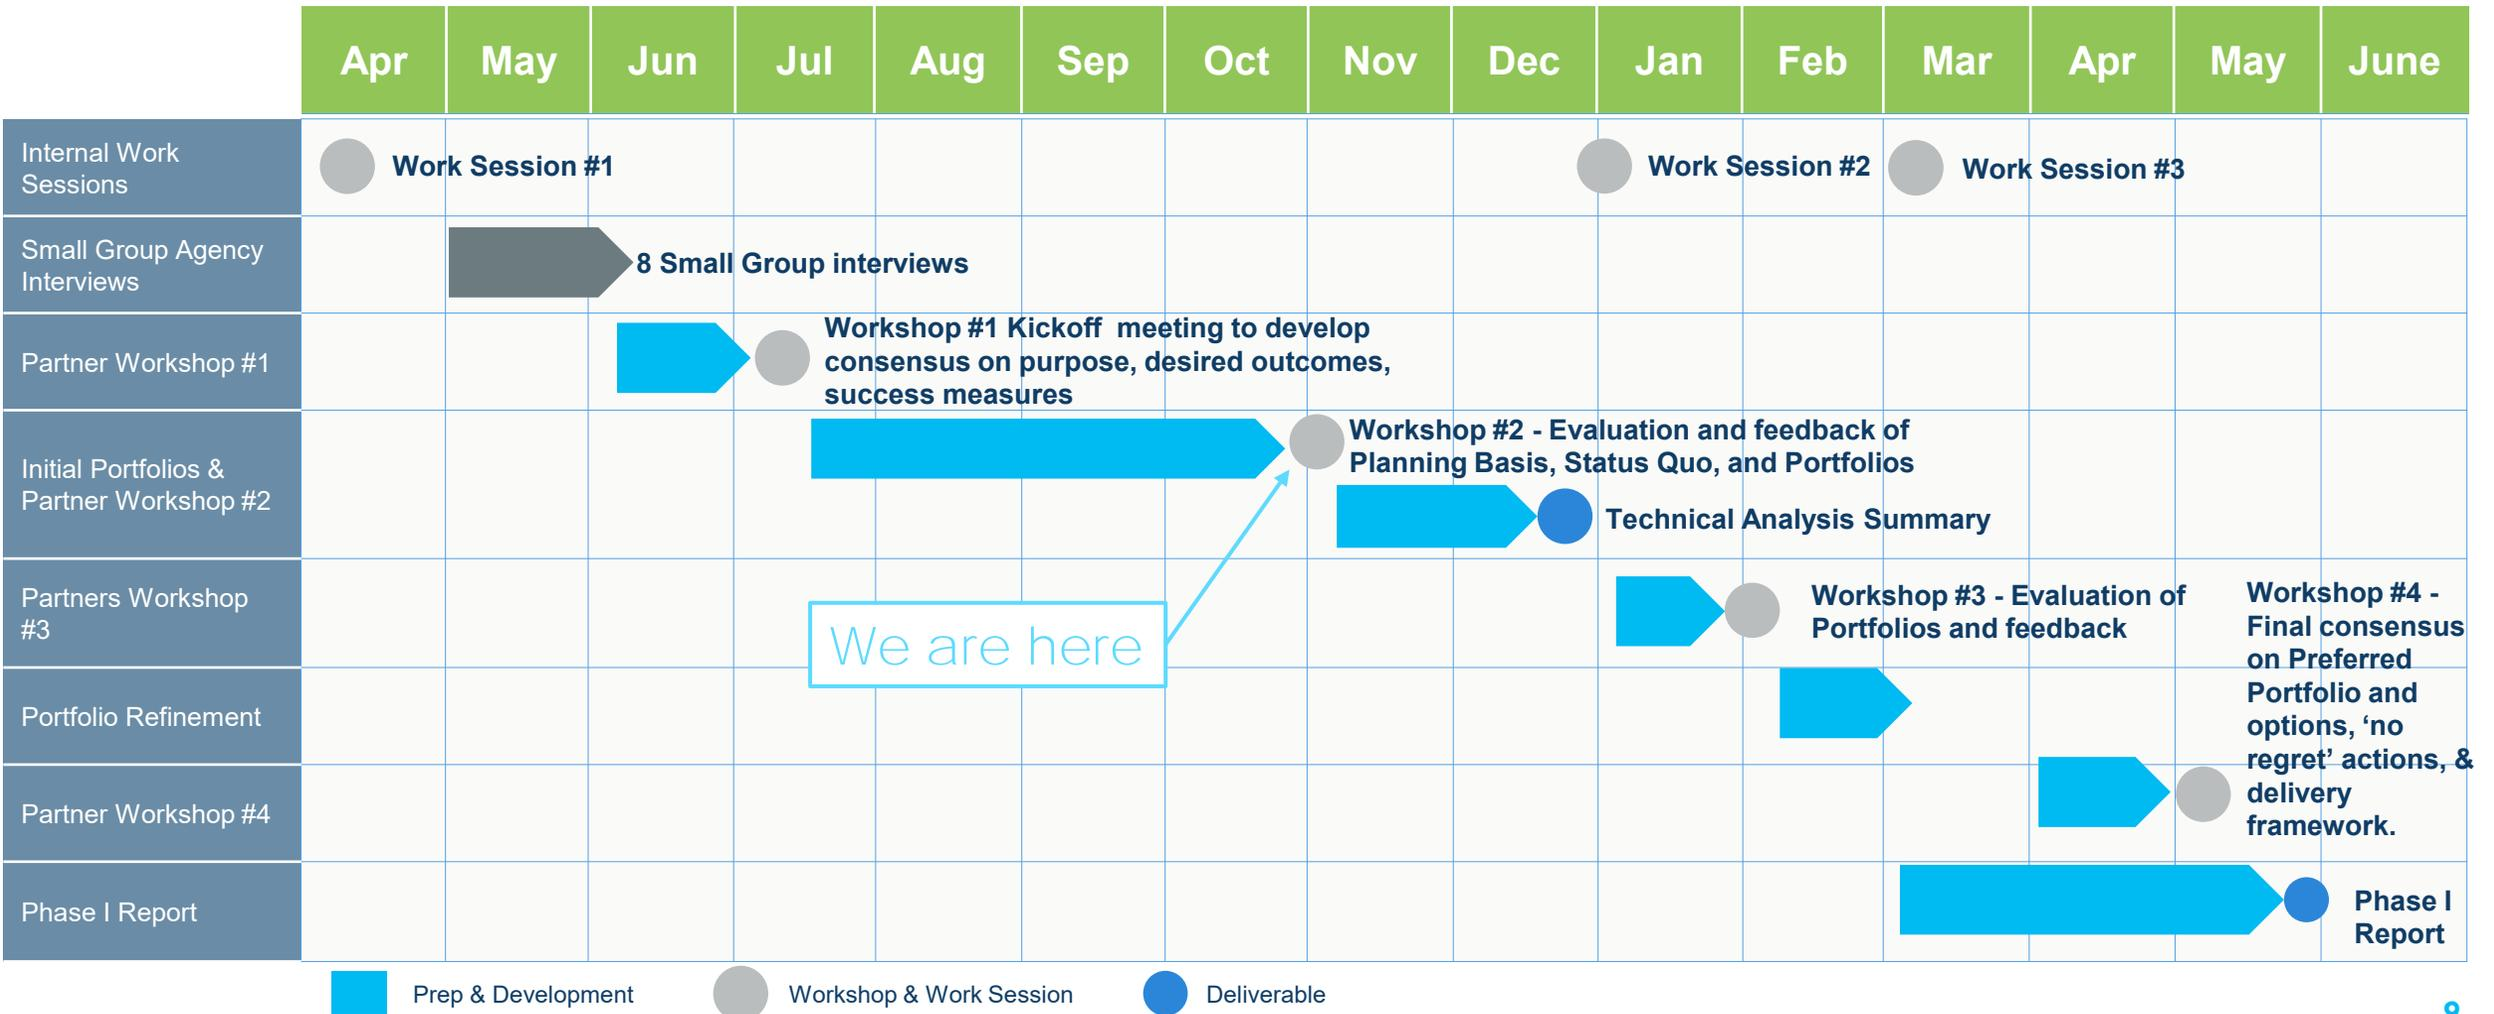 Apr May Jun Jul Aug Sep Oct Nov Dec Jan Feb Mar Apr May June
Internal Work
Sessions
Work Session #1
Work Session #2
Work Session #3
Small Group Agency
Interviews
8 Small Group interviews
Partner Workshop #1
Workshop #1 Kickoff  meeting to develop
consensus on purpose, desired outcomes,
success measures
Initial Portfolios &
Partner Workshop #2
Workshop #2 - Evaluation and feedback of
Planning Basis, Status Quo, and Portfolios
Technical Analysis Summary
We are here
Partners Workshop
#3
Workshop #3 - Evaluation of
Portfolios and feedback
Portfolio Refinement
Partner Workshop #4
Workshop #4 -
Final consensus
on Preferred
Portfolio and
options, ‘no
regret’ actions, &
delivery
framework.
Phase I Report
Phase I
Report
Prep & Development
Workshop & Work Session
Deliverable